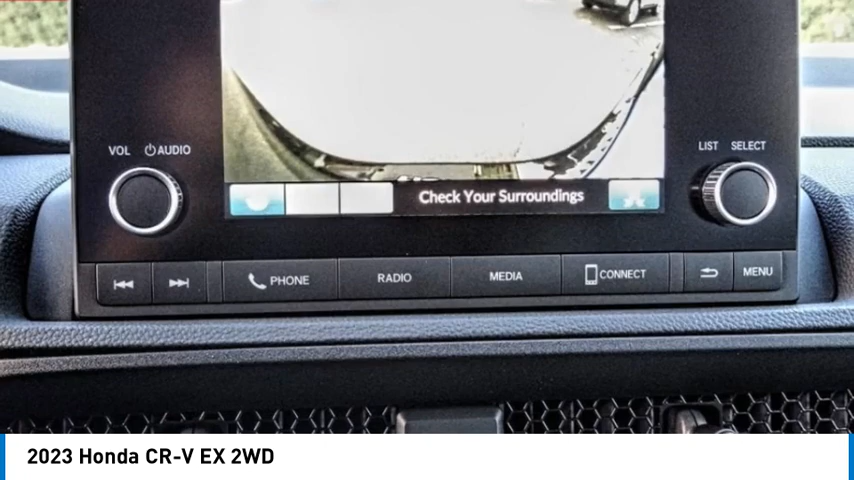 VOL AUDIO
LIST SELECT
Check Your Surroundings
PHONE RADIO MEDIA CONNECT MENU
2023 Honda CR-V EX 2WD